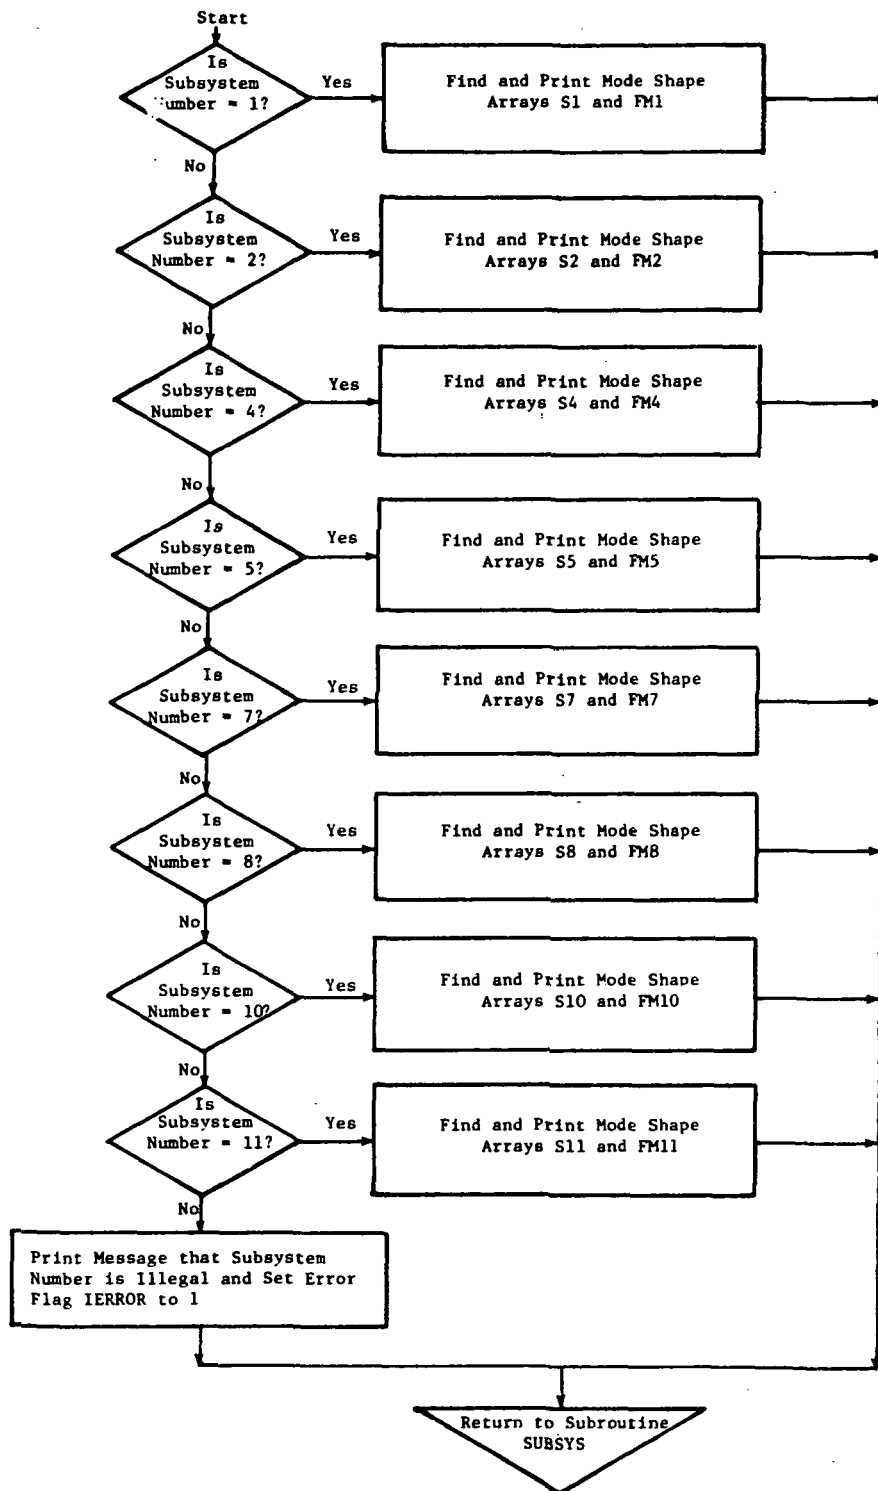 Start
Is
Subsystem
umber = 1?
Yes
Find and Print Mode Shape
Arrays S1 and FM1
No
Is
Subsystem
Number = 2?
Yes
Find and Print Mode Shape
Arrays S2 and FM2
No
Is
Subsystem
Number = 4?
Yes
Find and Print Mode Shape
Arrays S4 and FM4
No
Is
Subsystem
Number = 5?
Yes
Find and Print Mode Shape
Arrays S5 and FM5
No
Is
Subsystem
Number = 7?
Yes
Find and Print Mode Shape
Arrays S7 and FM7
No
Is
Subsystem
Number = 8?
Yes
Find and Print Mode Shape
Arrays S8 and FM8
No
Is
Subsystem
Number = 10?
Yes
Find and Print Mode Shape
Arrays S10 and FM10
No
Is
Subsystem
Number = 11?
Yes
Find and Print Mode Shape
Arrays S11 and FM11
No
Print Message that Subsystem
Number is Illegal and Set Error
Flag IERROR to 1
Return to Subroutine
SUBSYS